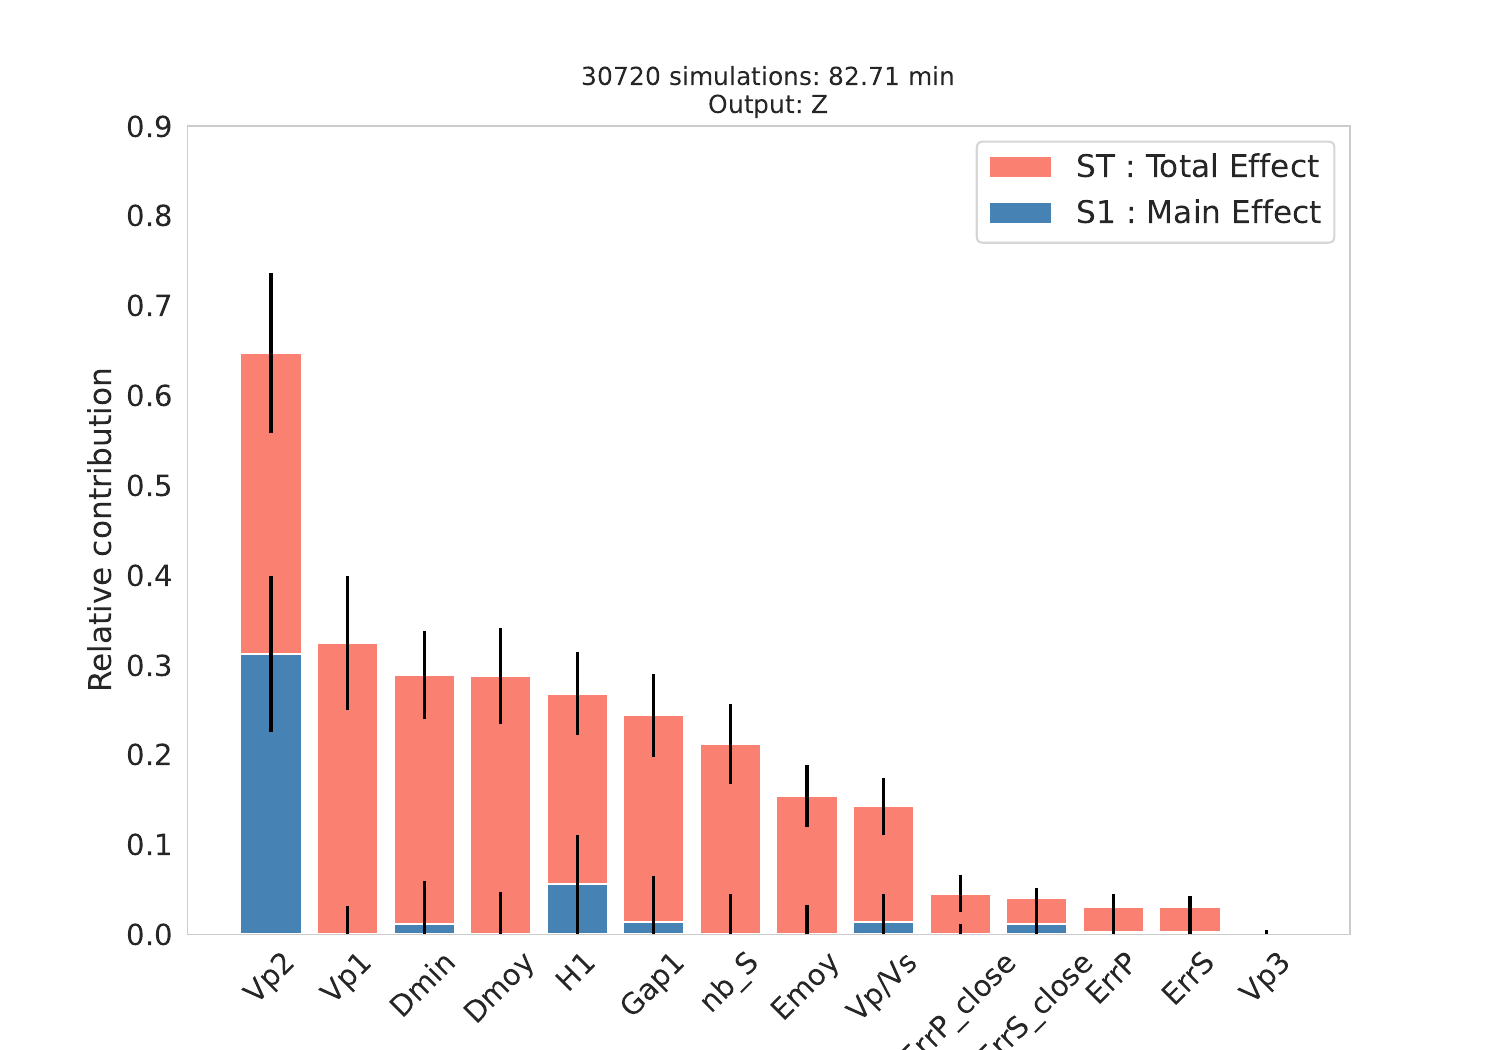 30720 simulations: 82.71 min
Output: Z
0.9
0.8
0.7
0.6
0.5
0.4
0.3
0.2
0.1
0.0
Relative contribution
ST : Total Effect
S1 : Main Effect
Vp2
Vp1
Dmin
Dmoy
H1
Gap1
nb_S
Emoy
Vp/Vs
ErrP_close
ErrS_close
ErrP
ErrS
Vp3